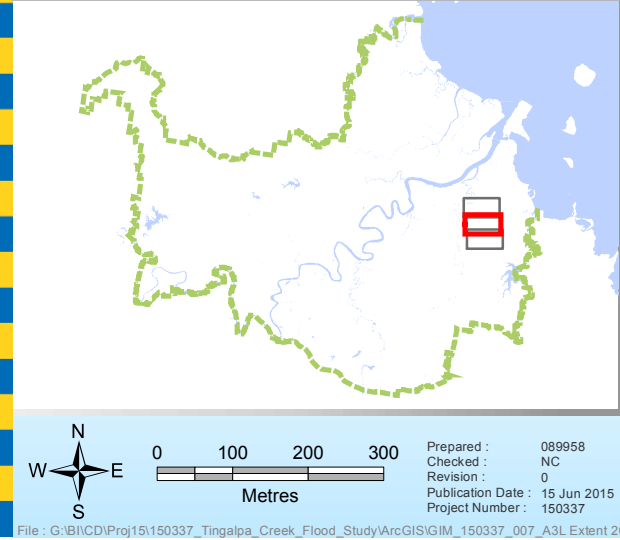 N
W E
S
0 100 200 300
Metres
Prepared : 089958
Checked : NC
Revision : 0
Publication Date : 15 Jun 2015
Project Number : 150337
File : G:\BI\CD\Proj15\150337_Tingalpa_Creek_Flood_Study\ArcGIS\GIM_150337_007_A3L Extent 2